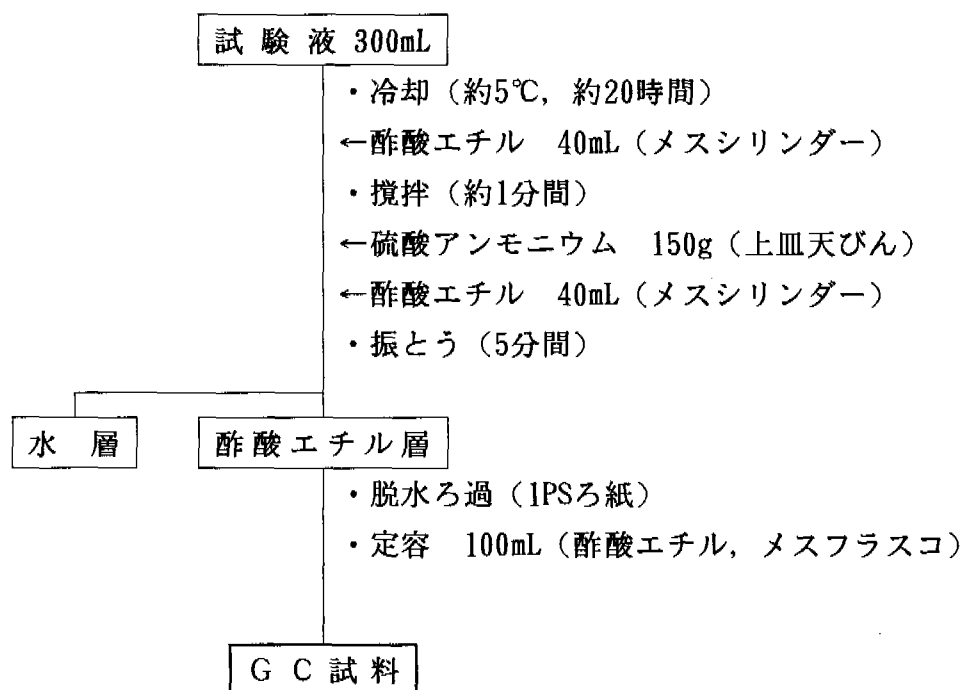 試験液 300mL
・冷却（約5℃，約20時間）
←酢酸エチル　40mL（メスシリンダー）
・撹拌（約1分間）
←硫酸アンモニウム　150g（上皿天びん）
←酢酸エチル　40mL（メスシリンダー）
・振とう（5分間）
水　層
酢酸エチル層
・脱水ろ過（1PSろ紙）
・定容　100mL（酢酸エチル，メスフラスコ）
ＧＣ試料